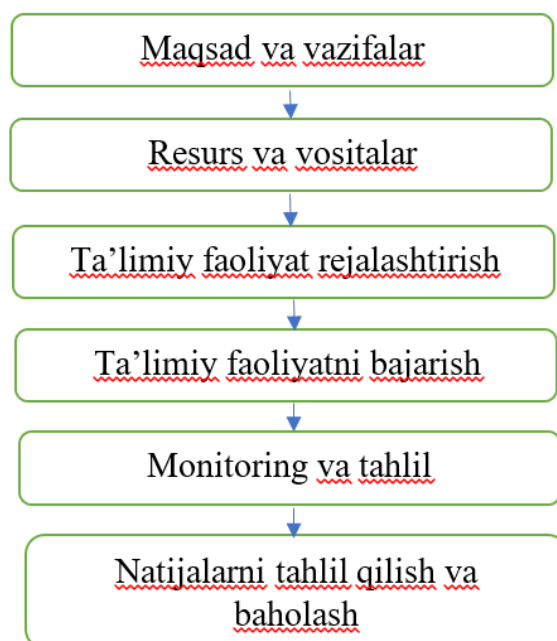 Maqsad va vazifalar
Resurs va vositalar
Ta’limiy faoliyat rejalashtirish
Ta’limiy faoliyatni bajarish
Monitoring va tahlil
Natijalarni tahlil qilish va
baholash